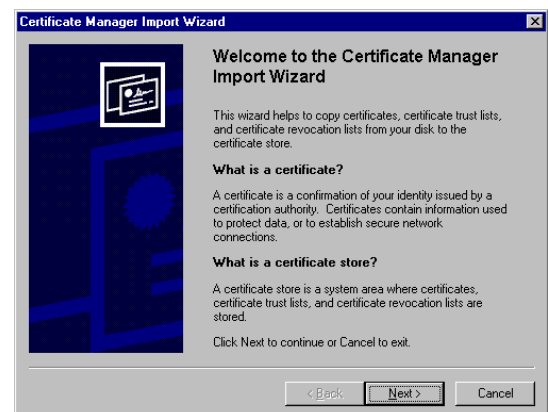 Certificate Manager Import Wizard
Welcome to the Certificate Manager
Import Wizard
This wizard helps to copy certificates, certificate trust lists,
and certificate revocation lists from your disk to the
certificate store.
What is a certificate?
A certificate is a confirmation of your identity issued by a
certification authority. Certificates contain information used
to protect data, or to establish secure network
connections.
What is a certificate store?
A certificate store is a system area where certificates,
certificate trust lists, and certificate revocation lists are
stored.
Click Next to continue or Cancel to exit.
< Back Next > Cancel